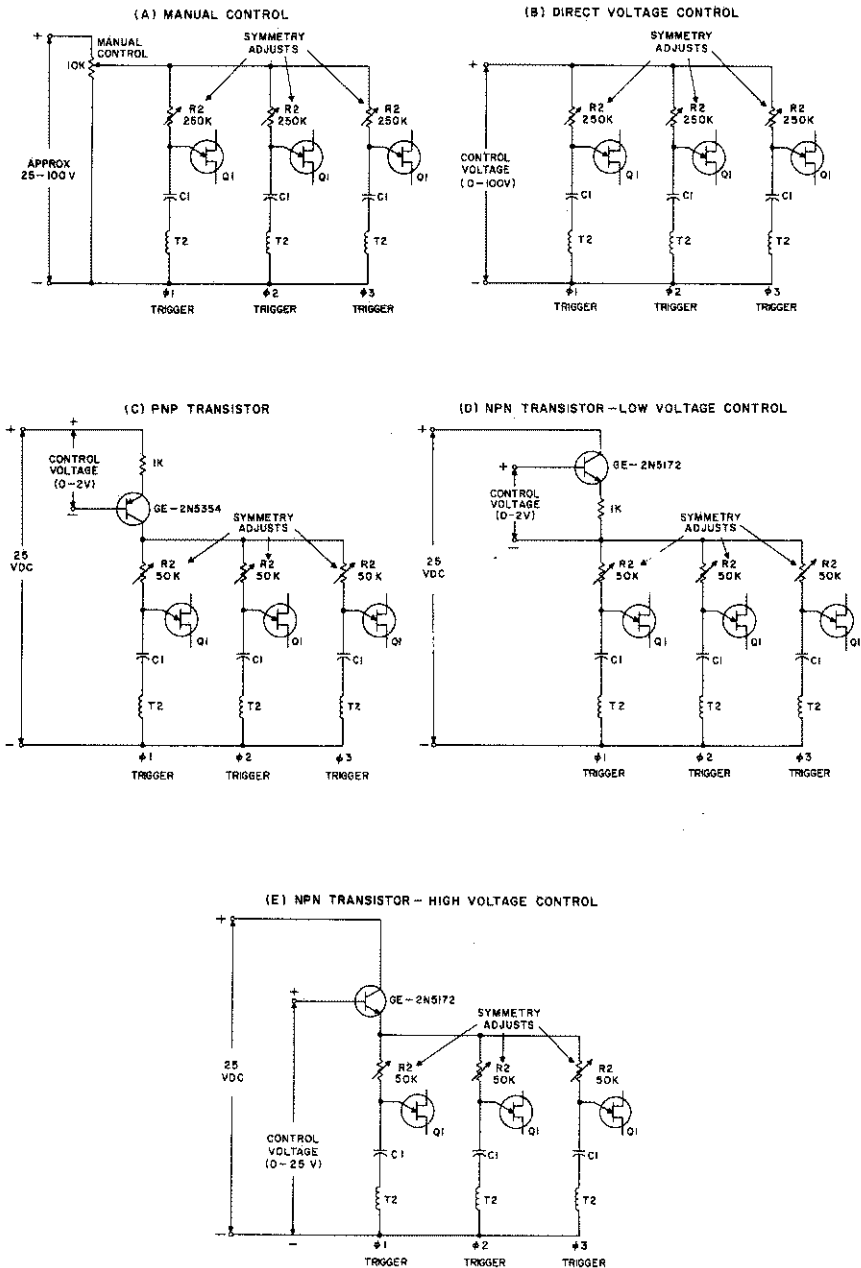 (A) MANUAL CONTROL
+
MANUAL
CONTROL
10K
SYMMETRY
ADJUSTS
R2
250K
R2
250K
R2
250K
APPROX
25-100 V
Q1
Q1
Q1
C1
C1
C1
T2
T2
T2
-
φ1
TRIGGER
φ2
TRIGGER
φ3
TRIGGER
(B) DIRECT VOLTAGE CONTROL
SYMMETRY
ADJUSTS
+
R2
250K
R2
250K
R2
250K
CONTROL
VOLTAGE
(0-100V)
Q1
Q1
Q1
C1
C1
C1
T2
T2
T2
-
φ1
TRIGGER
φ2
TRIGGER
φ3
TRIGGER
(C) PNP TRANSISTOR
+
+
CONTROL
VOLTAGE
(0-2V)
-
1K
GE-2N5354
SYMMETRY
ADJUSTS
25
VDC
R2
50K
R2
50K
R2
50K
Q1
Q1
Q1
C1
C1
C1
T2
T2
T2
-
φ1
TRIGGER
φ2
TRIGGER
φ3
TRIGGER
(D) NPN TRANSISTOR-LOW VOLTAGE CONTROL
+
GE-2N5172
+
CONTROL
VOLTAGE
(0-2V)
-
1K
SYMMETRY
ADJUSTS
25
VDC
R2
50K
R2
50K
R2
50K
Q1
Q1
Q1
C1
C1
C1
T2
T2
T2
-
φ1
TRIGGER
φ2
TRIGGER
φ3
TRIGGER
(E) NPN TRANSISTOR-HIGH VOLTAGE CONTROL
+
+
GE-2N5172
SYMMETRY
ADJUSTS
25
VDC
R2
50K
R2
50K
R2
50K
Q1
Q1
Q1
CONTROL
VOLTAGE
(0-25 V)
C1
C1
C1
T2
T2
T2
-
-
φ1
TRIGGER
φ2
TRIGGER
φ3
TRIGGER